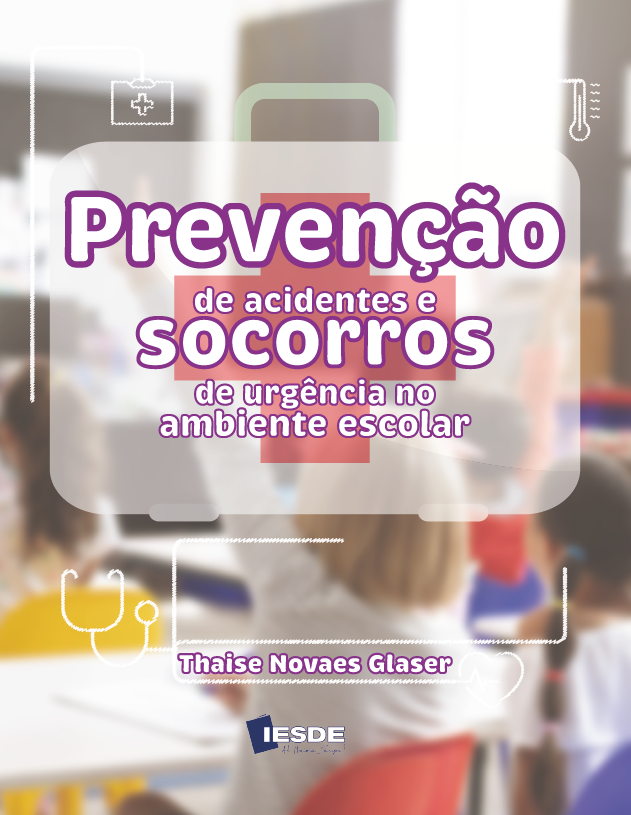 Prevenção
de acidentes e
socorros
de urgência no
ambiente escolar
Thaise Novaes Glaser
IESDE